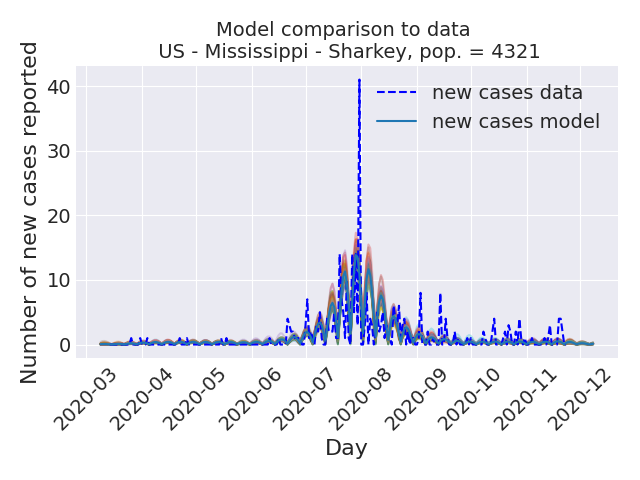 Model comparison to data
US - Mississippi - Sharkey, pop. = 4321
Number of new cases reported
40
30
20
10
0
new cases data
new cases model
2020-03
2020-04
2020-05
2020-06
2020-07
2020-08
2020-09
2020-10
2020-11
2020-12
Day